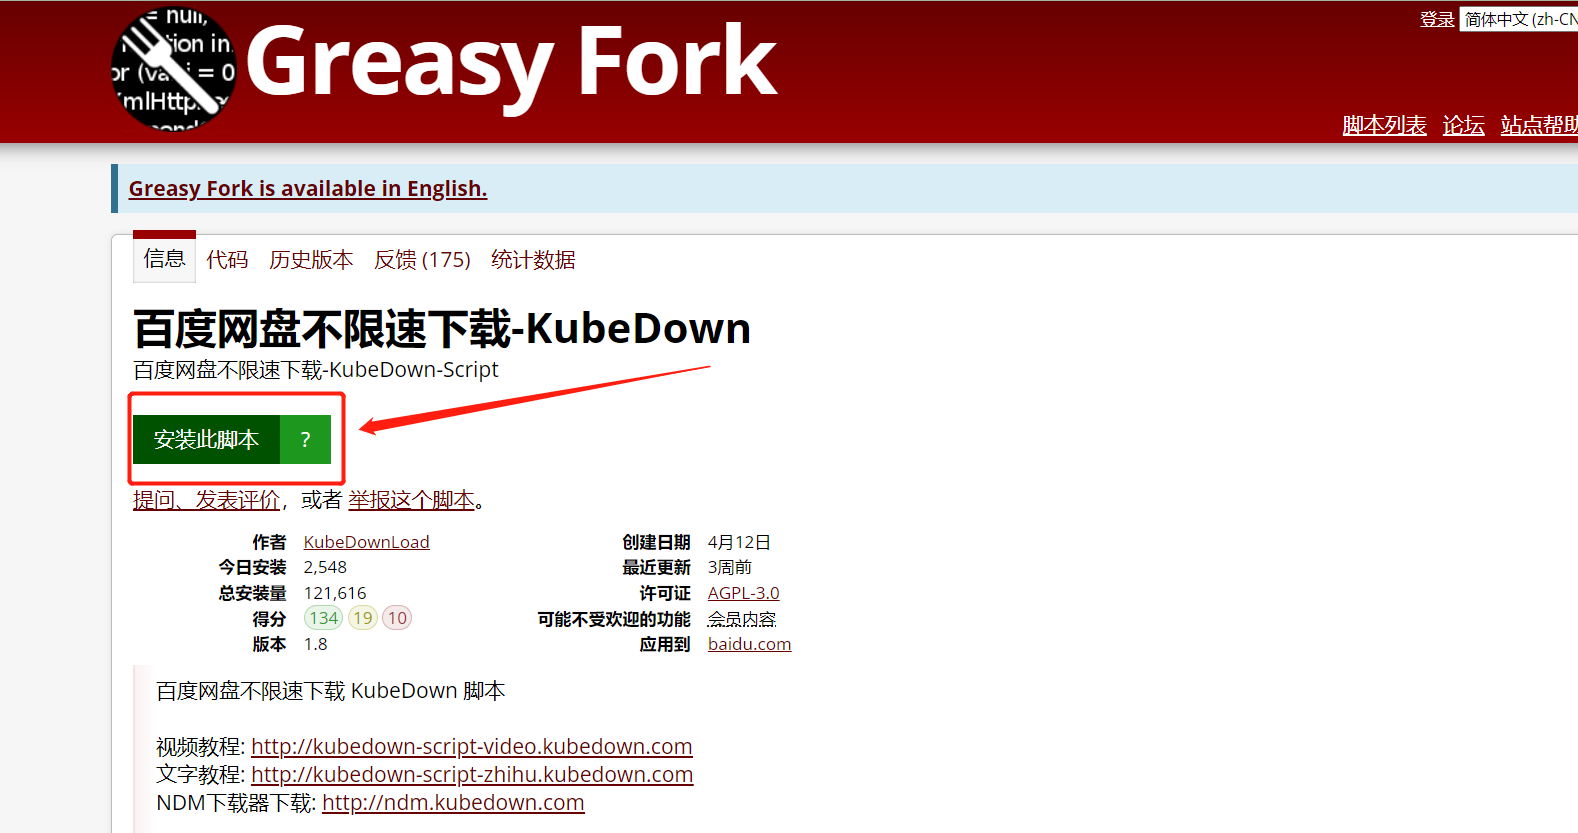 = null,
tion in
or (va i = 0
XmlHttp
Greasy Fork
登录 简体中文 (zh-CN
脚本列表 论坛 站点帮助
Greasy Fork is available in English.
信息 代码 历史版本 反馈 (175) 统计数据
百度网盘不限速下载-KubeDown
百度网盘不限速下载-KubeDown-Script
安装此脚本 ?
提问、发表评价，或者 举报这个脚本。
作者 KubeDownLoad 创建日期 4月12日
今日安装 2,548 最近更新 3周前
总安装量 121,616 许可证 AGPL-3.0
得分 134 19 10 可能不受欢迎的功能 会员内容
版本 1.8 应用到 baidu.com
百度网盘不限速下载 KubeDown 脚本
视频教程: http://kubedown-script-video.kubedown.com
文字教程: http://kubedown-script-zhihu.kubedown.com
NDM下载器下载: http://ndm.kubedown.com